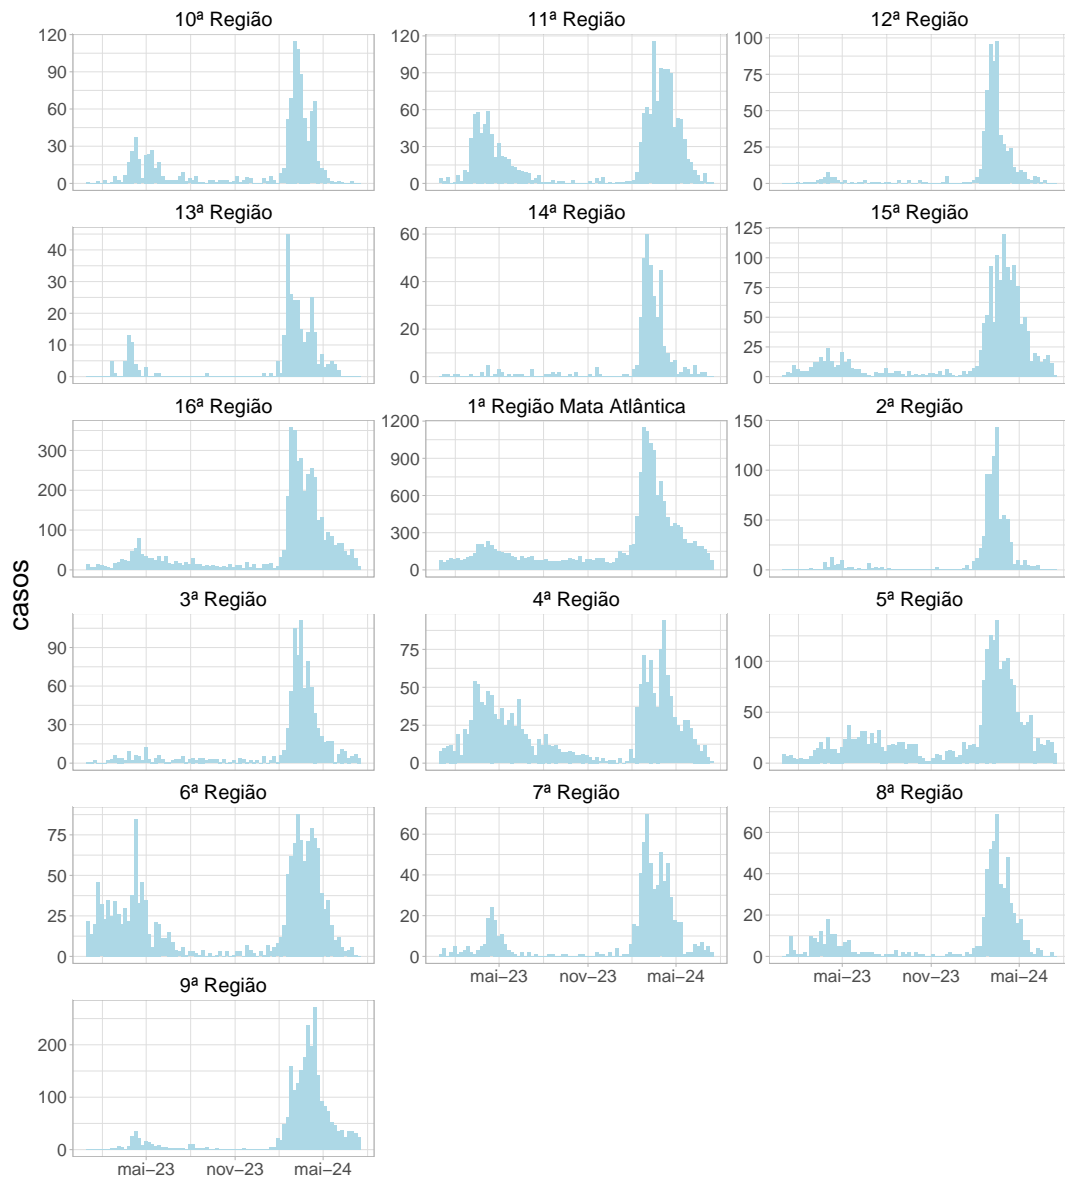 10ª Região 11ª Região 12ª Região
120 90 60 30 0
120 90 60 30 0
100 75 50 25 0
13ª Região 14ª Região 15ª Região
40 30 20 10 0
60 40 20 0
125 100 75 50 25 0
16ª Região 1ª Região Mata Atlântica 2ª Região
300 200 100 0
1200 900 600 300 0
150 100 50 0
casos
3ª Região 4ª Região 5ª Região
90 60 30 0
75 50 25 0
100 50 0
6ª Região 7ª Região 8ª Região
75 50 25 0
60 40 20 0
60 40 20 0
mai–23 nov–23 mai–24 mai–23 nov–23 mai–24
9ª Região
200 100 0
mai–23 nov–23 mai–24